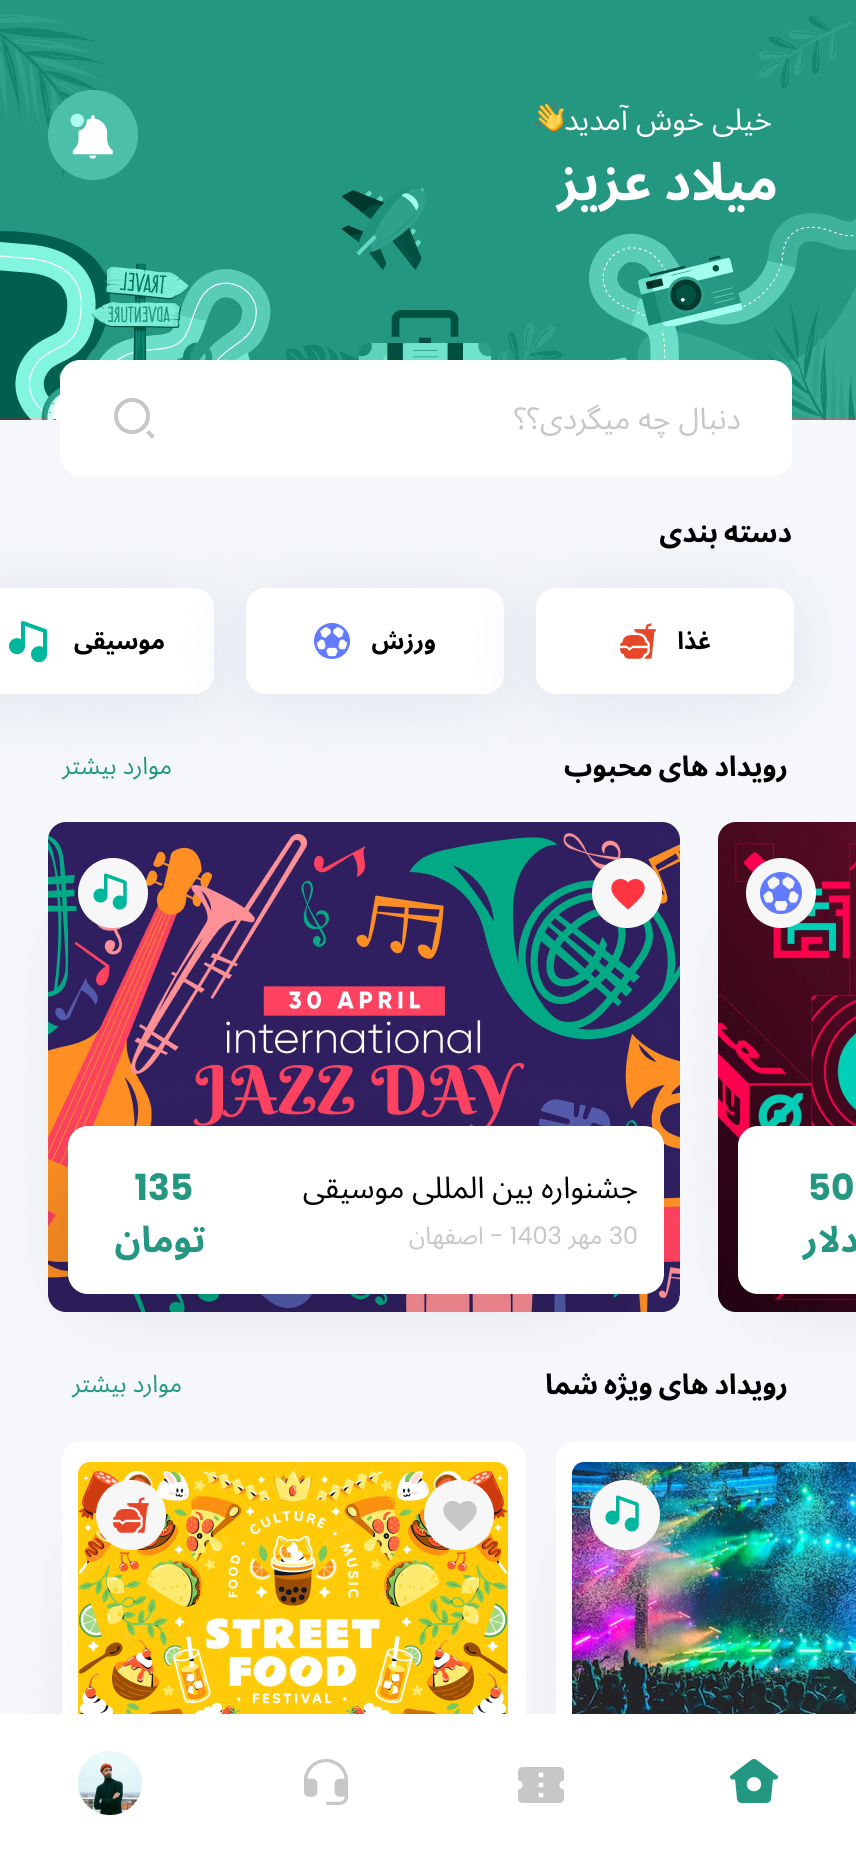 خیلی خوش آمدید👋
میلاد عزیز
TRAVEL
ADVENTURE
دنبال چه میگردی؟؟
دسته بندی
غذا
ورزش
موسیقی
رویداد های محبوب
موارد بیشتر
30 APRIL
international
JAZZ DAY
جشنواره بین المللی موسیقی
30 مهر 1403 - اصفهان
135
تومان
50
دلار
رویداد های ویژه شما
موارد بیشتر
FOOD • CULTURE • MUSIC
STREET
FOOD
• FESTIVAL •